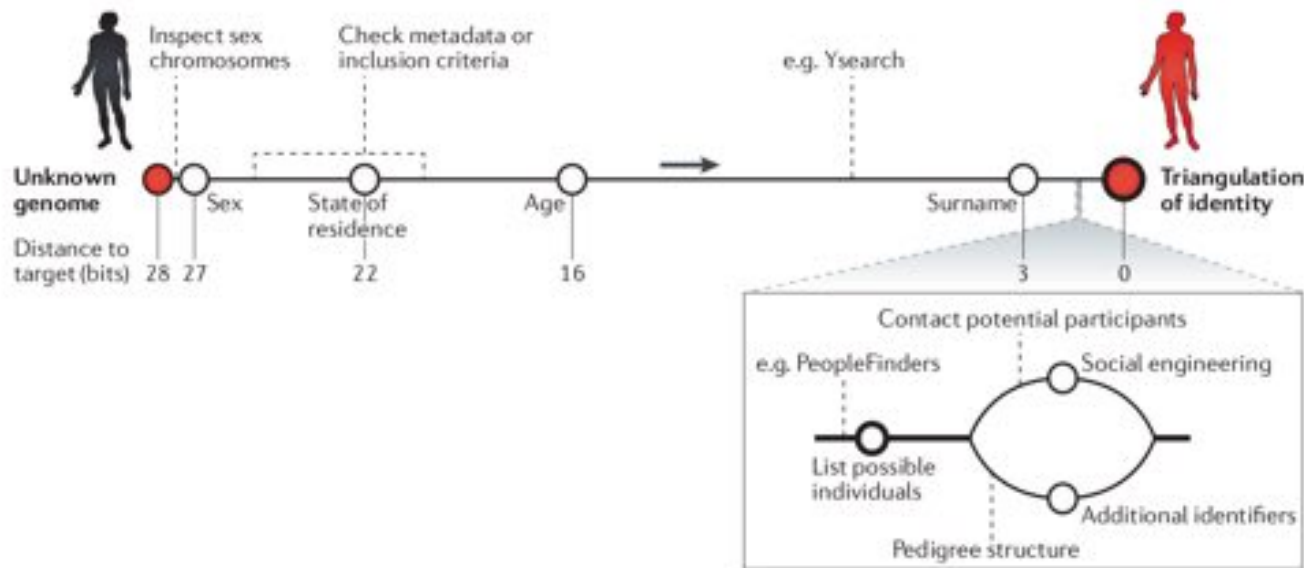 Inspect sex
chromosomes
Check metadata or
inclusion criteria
e.g. Ysearch
Unknown
genome
Sex
State of
residence
Age
Surname
Triangulation
of identity
Distance to
target (bits)
28
27
22
16
3
0
Contact potential participants
e.g. PeopleFinders
Social engineering
List possible
individuals
Additional identifiers
Pedigree structure